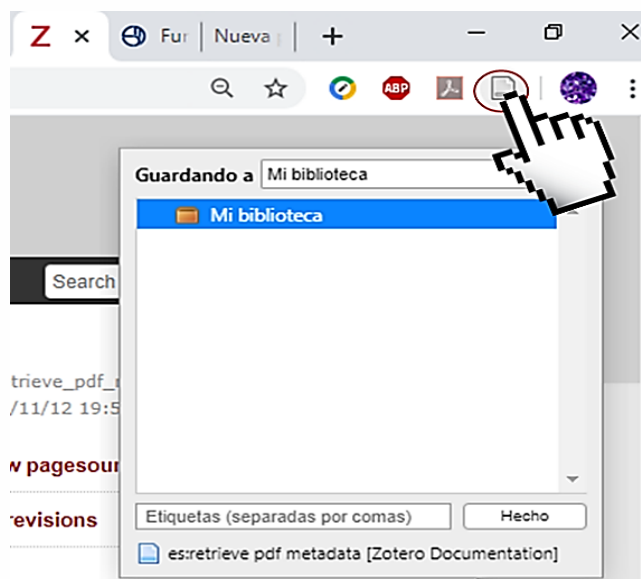 Z × Fur Nueva +
ABP
Guardando a Mi biblioteca
Mi biblioteca
Search
trieve_pdf_
/11/12 19:5
w pagesour
revisions
Etiquetas (separadas por comas) Hecho
es:retrieve pdf metadata [Zotero Documentation]